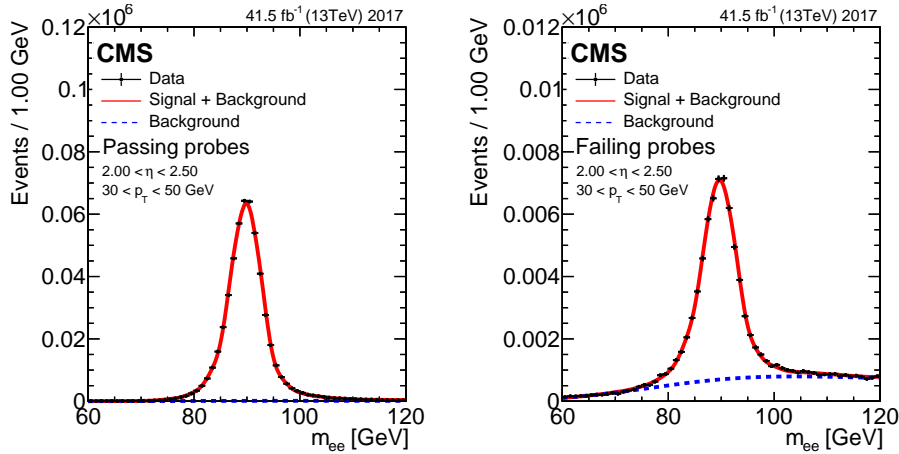 ×10⁶ 41.5 fb⁻¹ (13TeV) 2017
Events / 1.00 GeV
0.12
0.1
0.08
0.06
0.04
0.02
0
CMS
Data
Signal + Background
Background
Passing probes
2.00 < η < 2.50
30 < p_T < 50 GeV
60 80 100 120
m_ee [GeV]
×10⁶ 41.5 fb⁻¹ (13TeV) 2017
Events / 1.00 GeV
0.012
0.01
0.008
0.006
0.004
0.002
0
CMS
Data
Signal + Background
Background
Failing probes
2.00 < η < 2.50
30 < p_T < 50 GeV
60 80 100 120
m_ee [GeV]